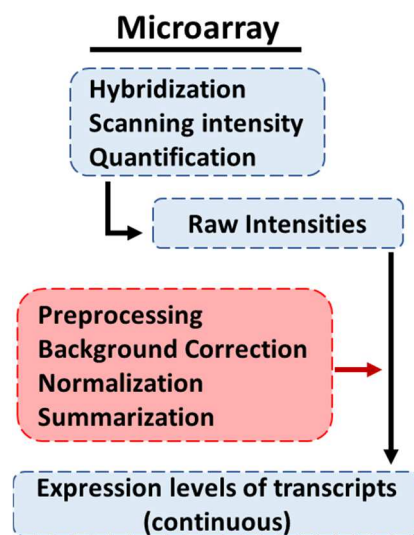 Microarray
Hybridization
Scanning intensity
Quantification
Raw Intensities
Preprocessing
Background Correction
Normalization
Summarization
Expression levels of transcripts
(continuous)